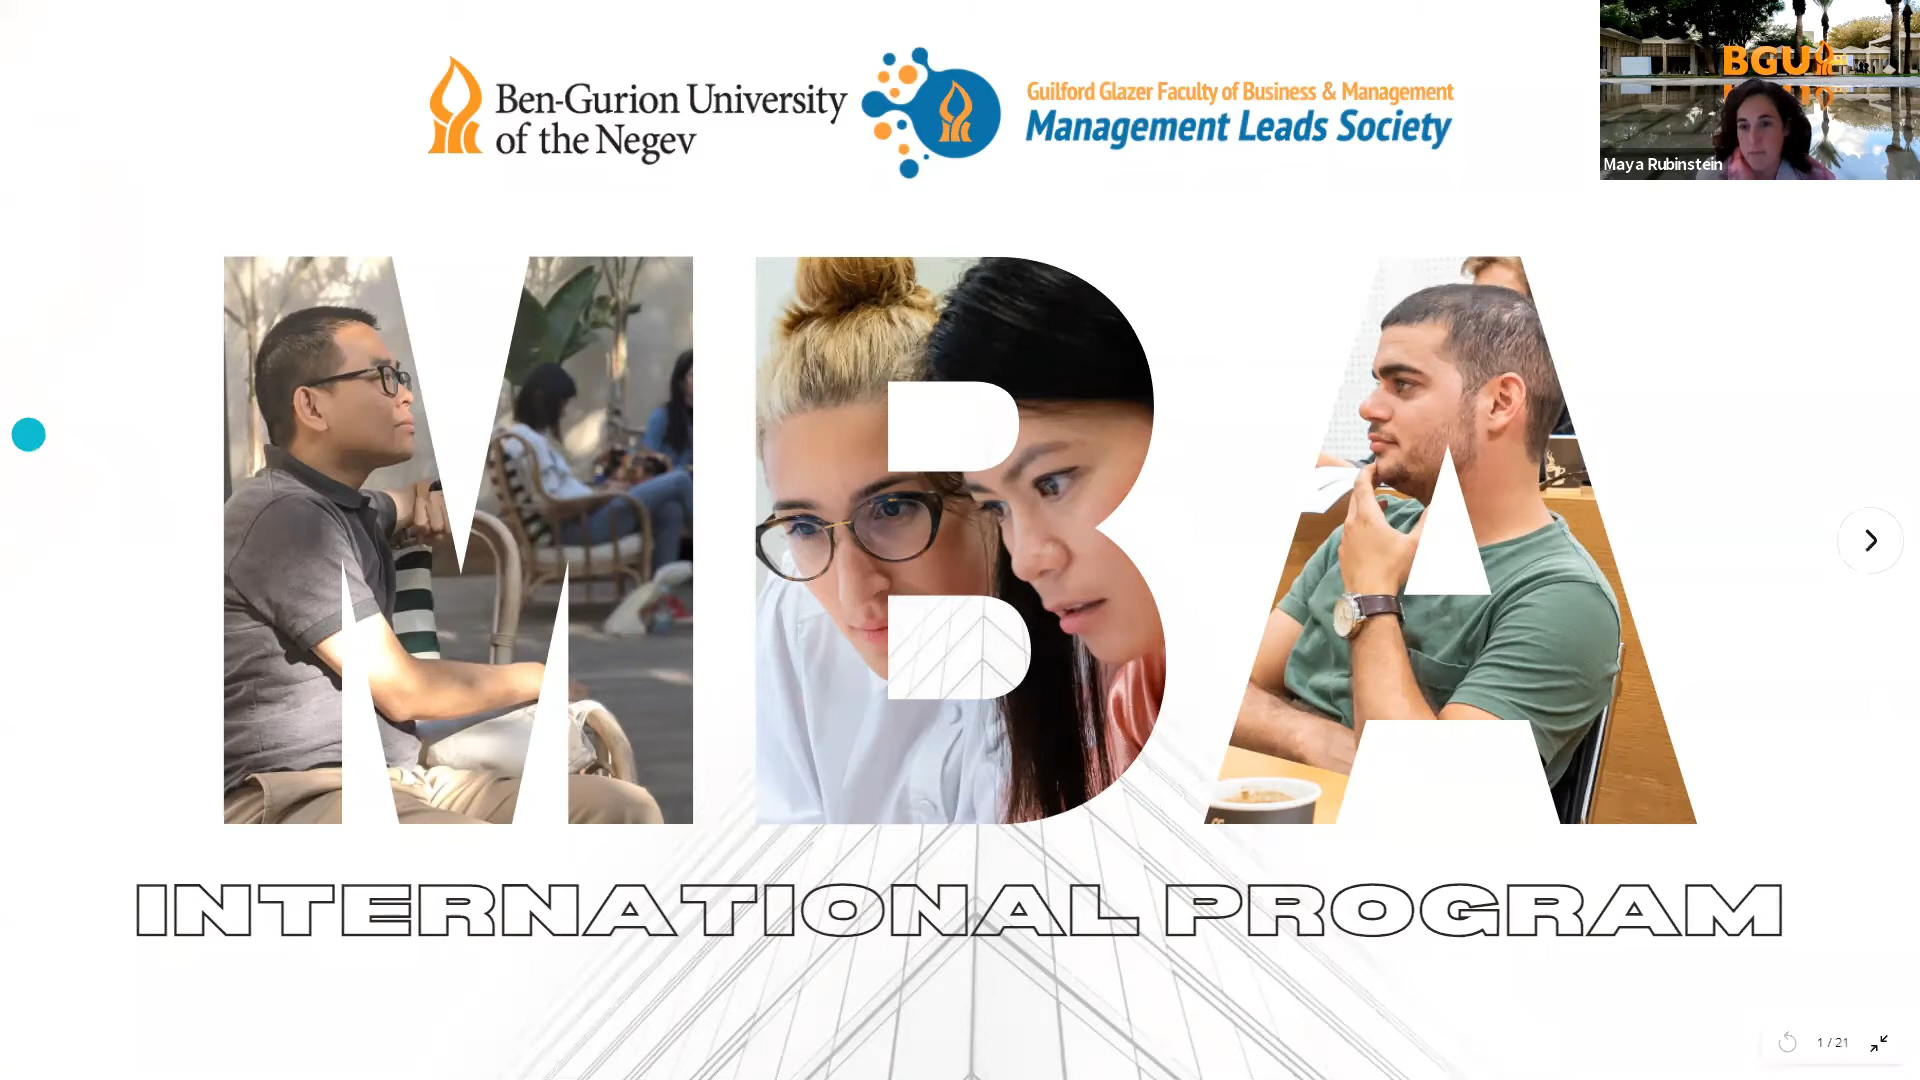 Ben-Gurion University
of the Negev
Guilford Glazer Faculty of Business & Management
Management Leads Society
BGU
Maya Rubinstein
MBA
INTERNATIONAL PROGRAM
1 / 21